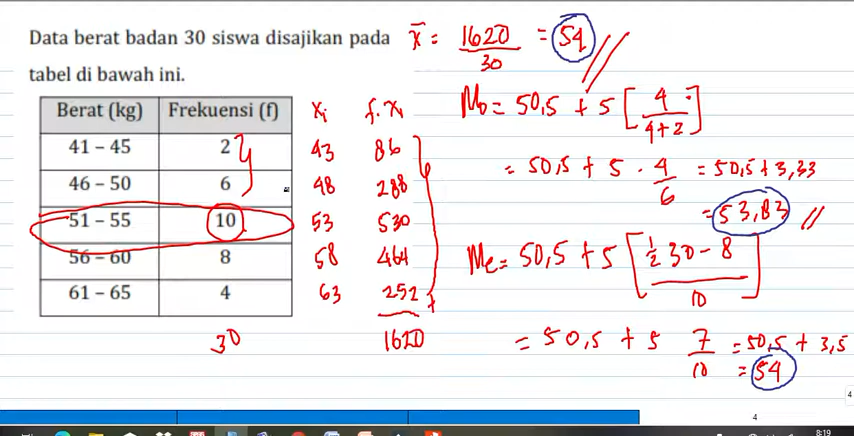 Data berat badan 30 siswa disajikan pada
tabel di bawah ini.
Berat (kg) Frekuensi (f) xi f.xi
41 – 45 2 43 86
46 – 50 6 48 288
51 – 55 10 53 530
56 – 60 8 58 464
61 – 65 4 63 252 +
30 1620
x̄ = 1620/30 = 54 //
Mo = 50,5 + 5 [4/(4+2)]
= 50,5 + 5 · 4/6 = 50,5 + 3,33
= 53,83 //
Me = 50,5 + 5 [(1/2 30 – 8)/10]
= 50,5 + 5 7/10 = 50,5 + 3,5
= 54
4
4
8:19